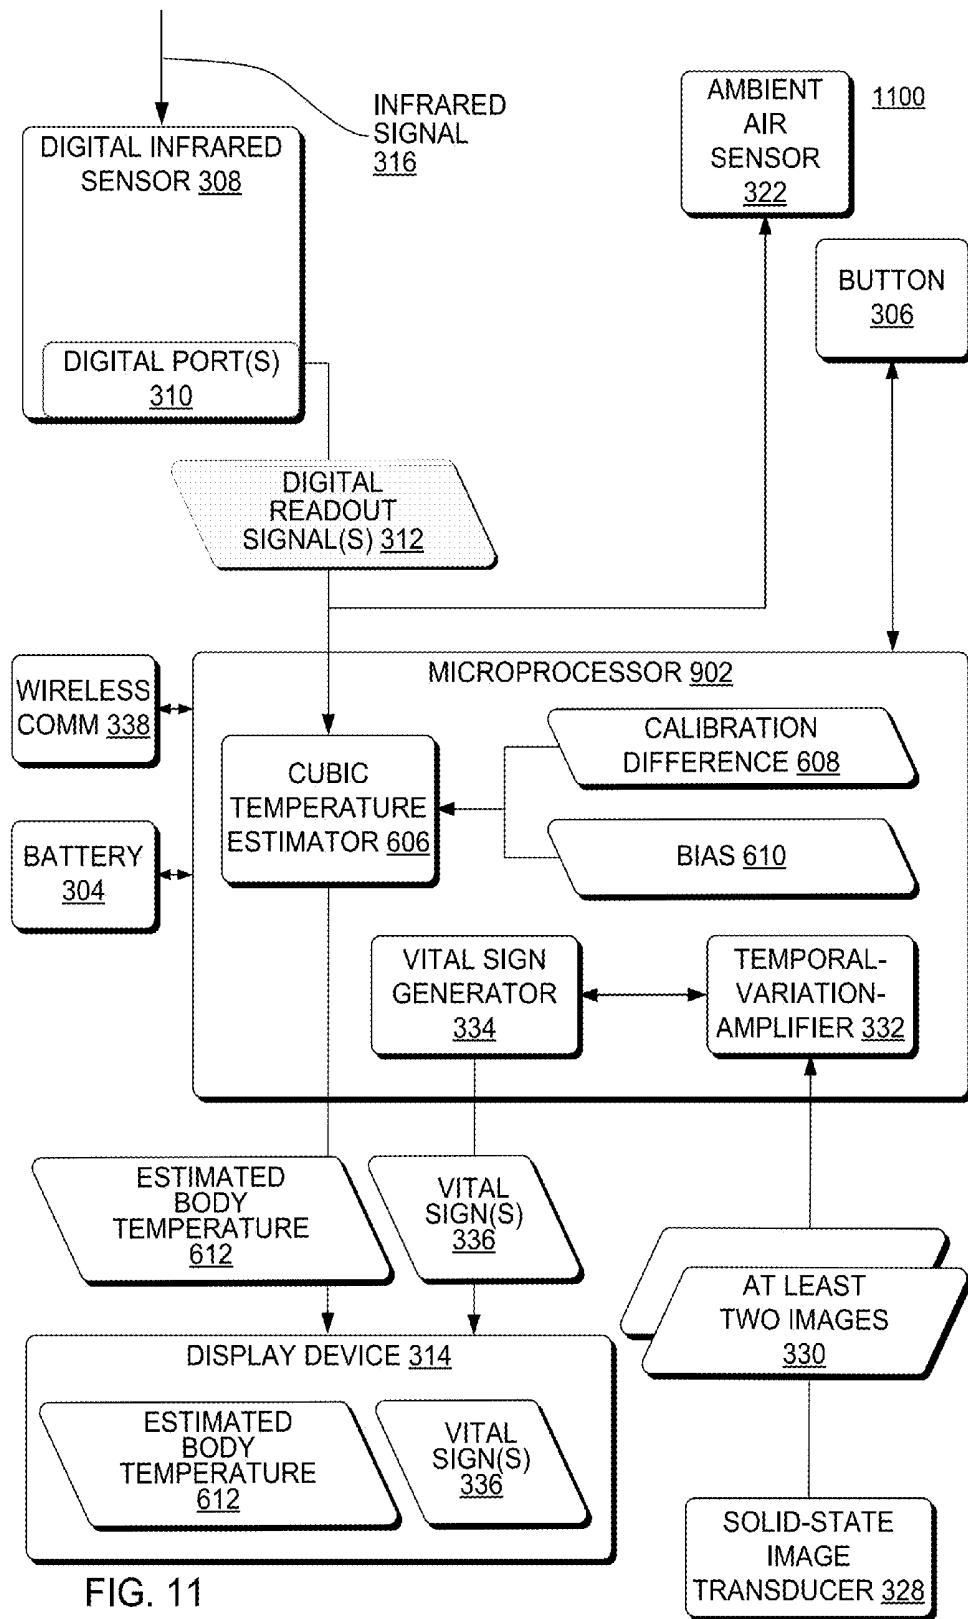 INFRARED
SIGNAL
316
AMBIENT
AIR
SENSOR
322
1100
DIGITAL INFRARED
SENSOR 308
BUTTON
306
DIGITAL PORT(S)
310
DIGITAL
READOUT
SIGNAL(S) 312
MICROPROCESSOR 902
WIRELESS
COMM 338
CALIBRATION
DIFFERENCE 608
CUBIC
TEMPERATURE
ESTIMATOR 606
BATTERY
304
BIAS 610
VITAL SIGN
GENERATOR
334
TEMPORAL-
VARIATION-
AMPLIFIER 332
ESTIMATED
BODY
TEMPERATURE
612
VITAL
SIGN(S)
336
AT LEAST
TWO IMAGES
330
DISPLAY DEVICE 314
ESTIMATED
BODY
TEMPERATURE
612
VITAL
SIGN(S)
336
SOLID-STATE
IMAGE
TRANSDUCER 328
FIG. 11